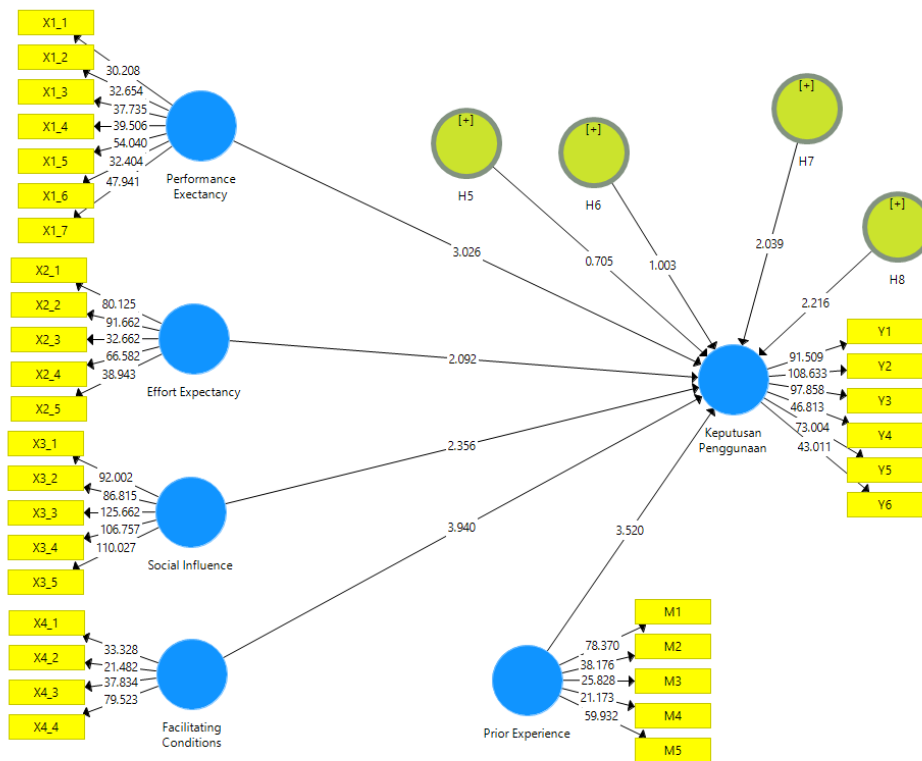 X1_1
X1_2
X1_3
X1_4
X1_5
X1_6
X1_7
30.208
32.654
37.735
39.506
54.040
32.404
47.941
Performance
Exectancy
[+]
H5
[+]
H6
[+]
H7
[+]
H8
3.026
0.705
1.003
2.039
2.216
X2_1
X2_2
X2_3
X2_4
X2_5
80.125
91.662
32.662
66.582
38.943
Effort Expectancy
2.092
Keputusan
Penggunaan
91.509
108.633
97.858
46.813
73.004
43.011
Y1
Y2
Y3
Y4
Y5
Y6
X3_1
X3_2
X3_3
X3_4
X3_5
92.002
86.815
125.662
106.757
110.027
Social Influence
2.356
3.940
3.520
X4_1
X4_2
X4_3
X4_4
33.328
21.482
37.834
79.523
Facilitating
Conditions
Prior Experience
78.370
38.176
25.828
21.173
59.932
M1
M2
M3
M4
M5